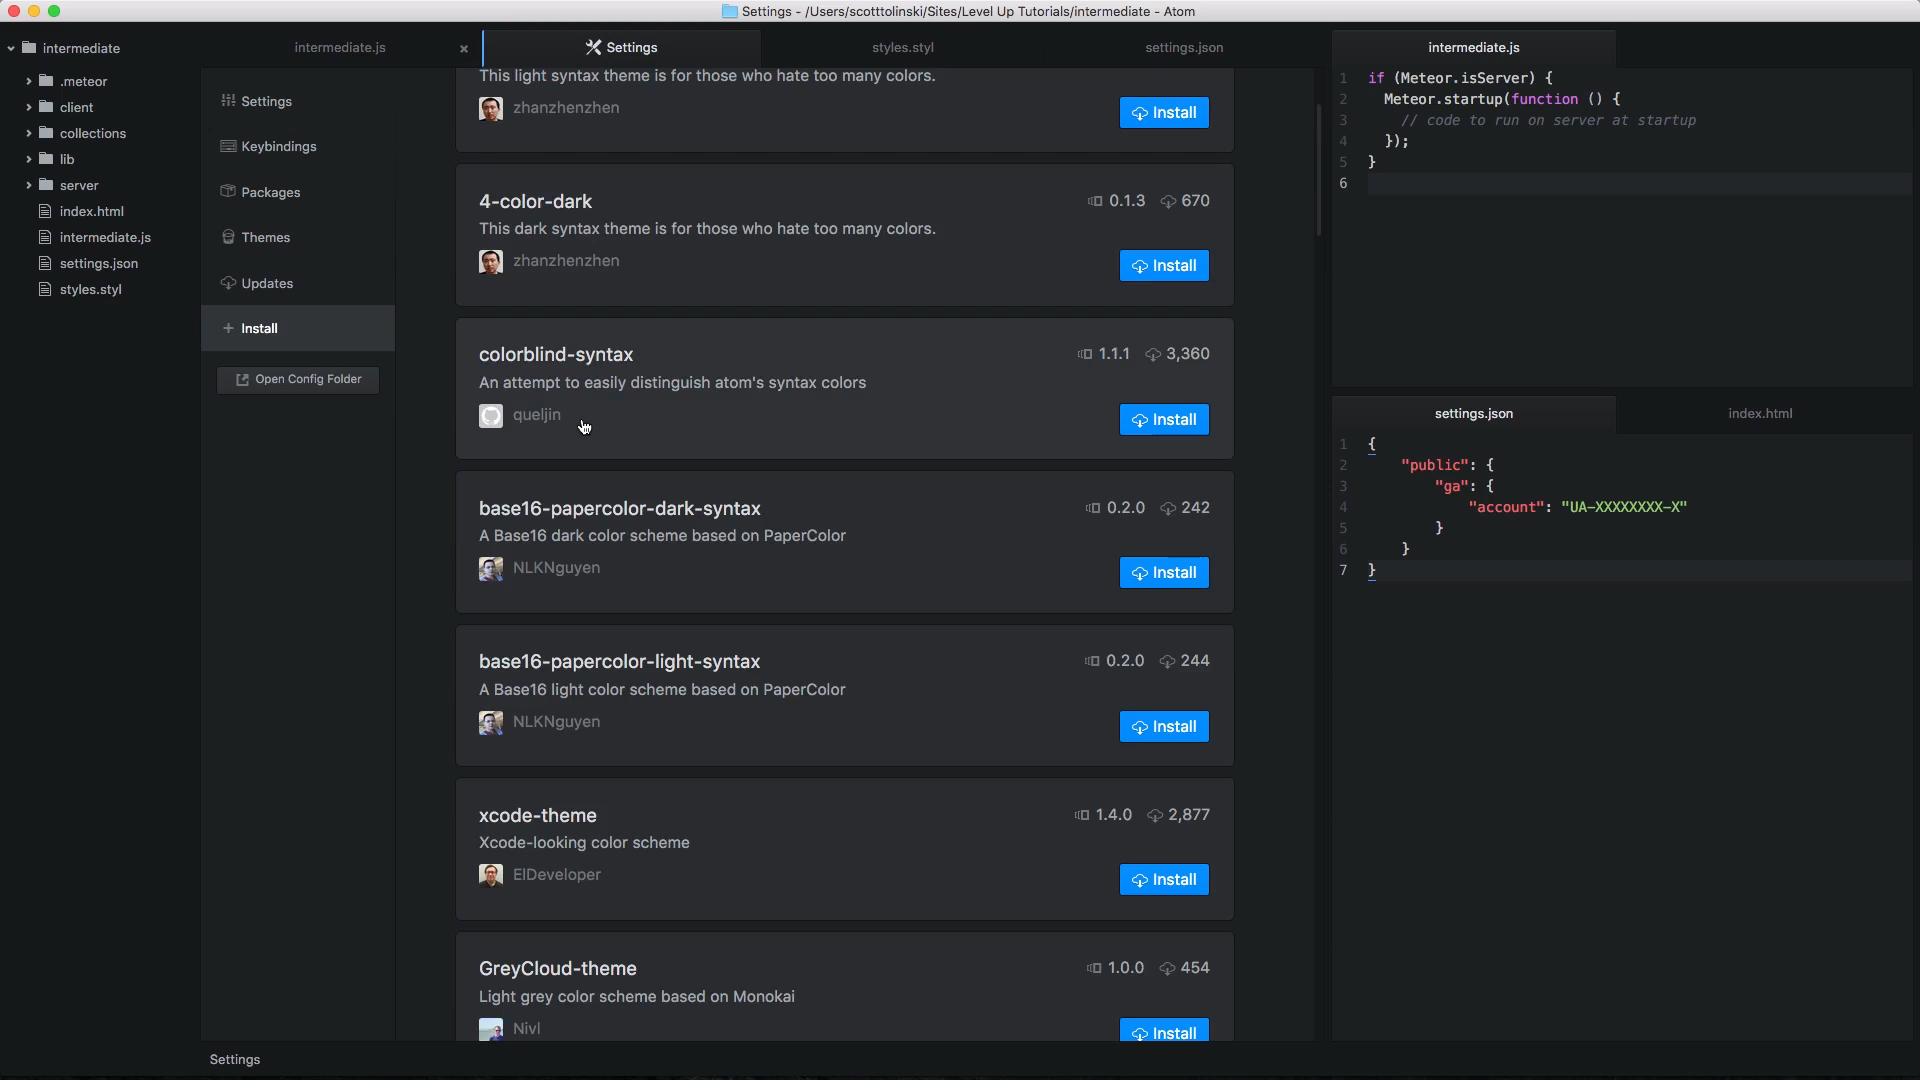 Settings - /Users/scotttolinski/Sites/Level Up Tutorials/intermediate - Atom
intermediate
.meteor
client
collections
lib
server
index.html
intermediate.js
settings.json
styles.styl
intermediate.js
Settings
styles.styl
settings.json
Settings
Keybindings
Packages
Themes
Updates
Install
Open Config Folder
This light syntax theme is for those who hate too many colors.
zhanzhenzhen
Install
4-color-dark
0.1.3
670
This dark syntax theme is for those who hate too many colors.
zhanzhenzhen
Install
colorblind-syntax
1.1.1
3,360
An attempt to easily distinguish atom's syntax colors
queljin
Install
base16-papercolor-dark-syntax
0.2.0
242
A Base16 dark color scheme based on PaperColor
NLKNguyen
Install
base16-papercolor-light-syntax
0.2.0
244
A Base16 light color scheme based on PaperColor
NLKNguyen
Install
xcode-theme
1.4.0
2,877
Xcode-looking color scheme
ElDeveloper
Install
GreyCloud-theme
1.0.0
454
Light grey color scheme based on Monokai
Nivl
Install
intermediate.js
1 if (Meteor.isServer) {
2 Meteor.startup(function () {
3 // code to run on server at startup
4 });
5 }
6
settings.json
index.html
1 {
2 "public": {
3 "ga": {
4 "account": "UA-XXXXXXXX-X"
5 }
6 }
7 }
Settings